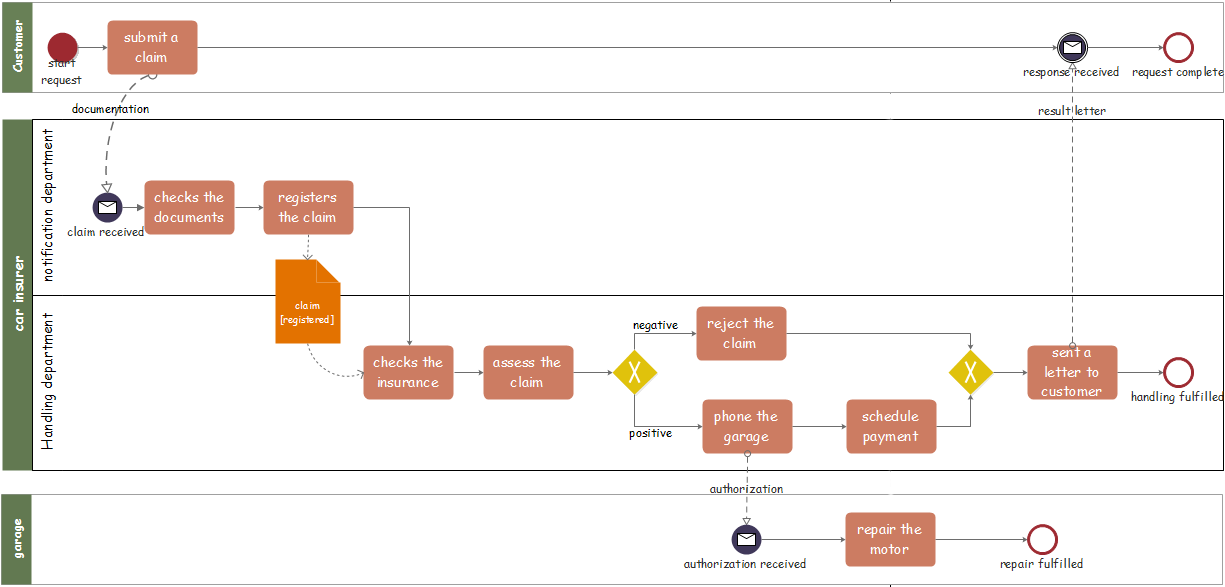 Customer
start
request
submit a
claim
response received
request complete
documentation
result letter
car insurer
notification department
claim received
checks the
documents
registers
the claim
claim
[registered]
Handling department
checks the
insurance
assess the
claim
negative
positive
reject the
claim
phone the
garage
schedule
payment
sent a
letter to
customer
handling fulfilled
authorization
garage
authorization received
repair the
motor
repair fulfilled